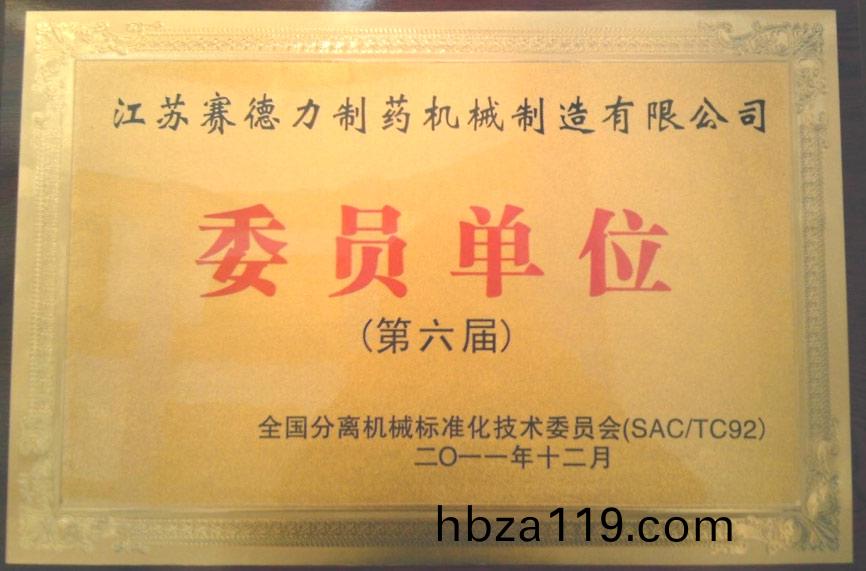 江苏赛德力制药机械制造有限公司
委员单位
(第六届)
全国分离机械标准化技术委员会(SAC/TC92)
二O一一年十二月
hbza119.com